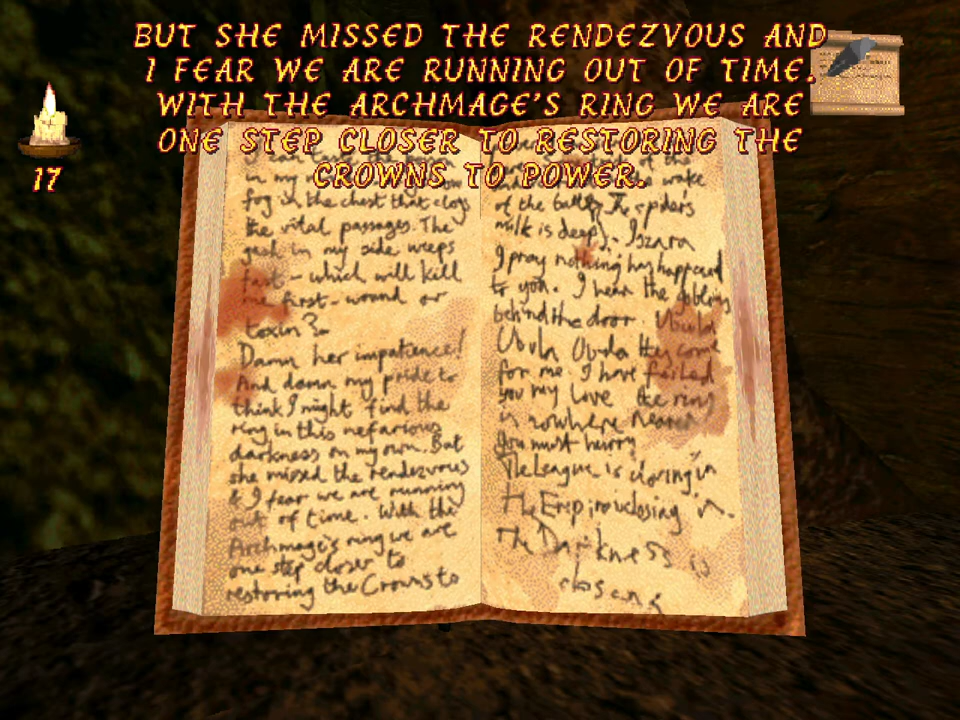 BUT SHE MISSED THE RENDEZVOUS AND
I FEAR WE ARE RUNNING OUT OF TIME.
WITH THE ARCHMAGE'S RING WE ARE
ONE STEP CLOSER TO RESTORING THE
CROWNS TO POWER.
17
in my
fog in the chest that clogs
the vital passages. The
gash in my side weeps
fast - which will kill
me first - wound or
toxin?
Damn her impatience!
And damn my pride to
think I might find the
ring in this nefarious
darkness on my own. But
she missed the rendezvous
& I fear we are running
out of time. With the
Archmage's ring we are
one step closer to
restoring the Crowns to
of the
wake
of the spiders
milk is deep). - Iszara
I pray nothing has happened
to you. I hear the goblins
behind the door. Ubula
Ubula Ubula they come
for me. I have failed
you my love the ring
is nowhere near
you must hurry
The League is closing in
The Empire closing in.
The Darkness is
closing